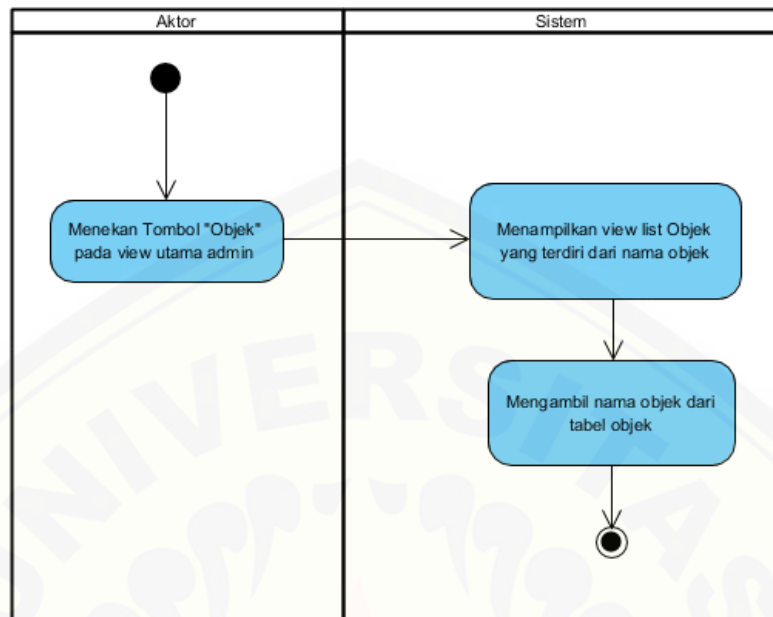 Aktor
Sistem
Menekan Tombol "Objek"
pada view utama admin
Menampilkan view list Objek
yang terdiri dari nama objek
Mengambil nama objek dari
tabel objek
UNIVERSITAS